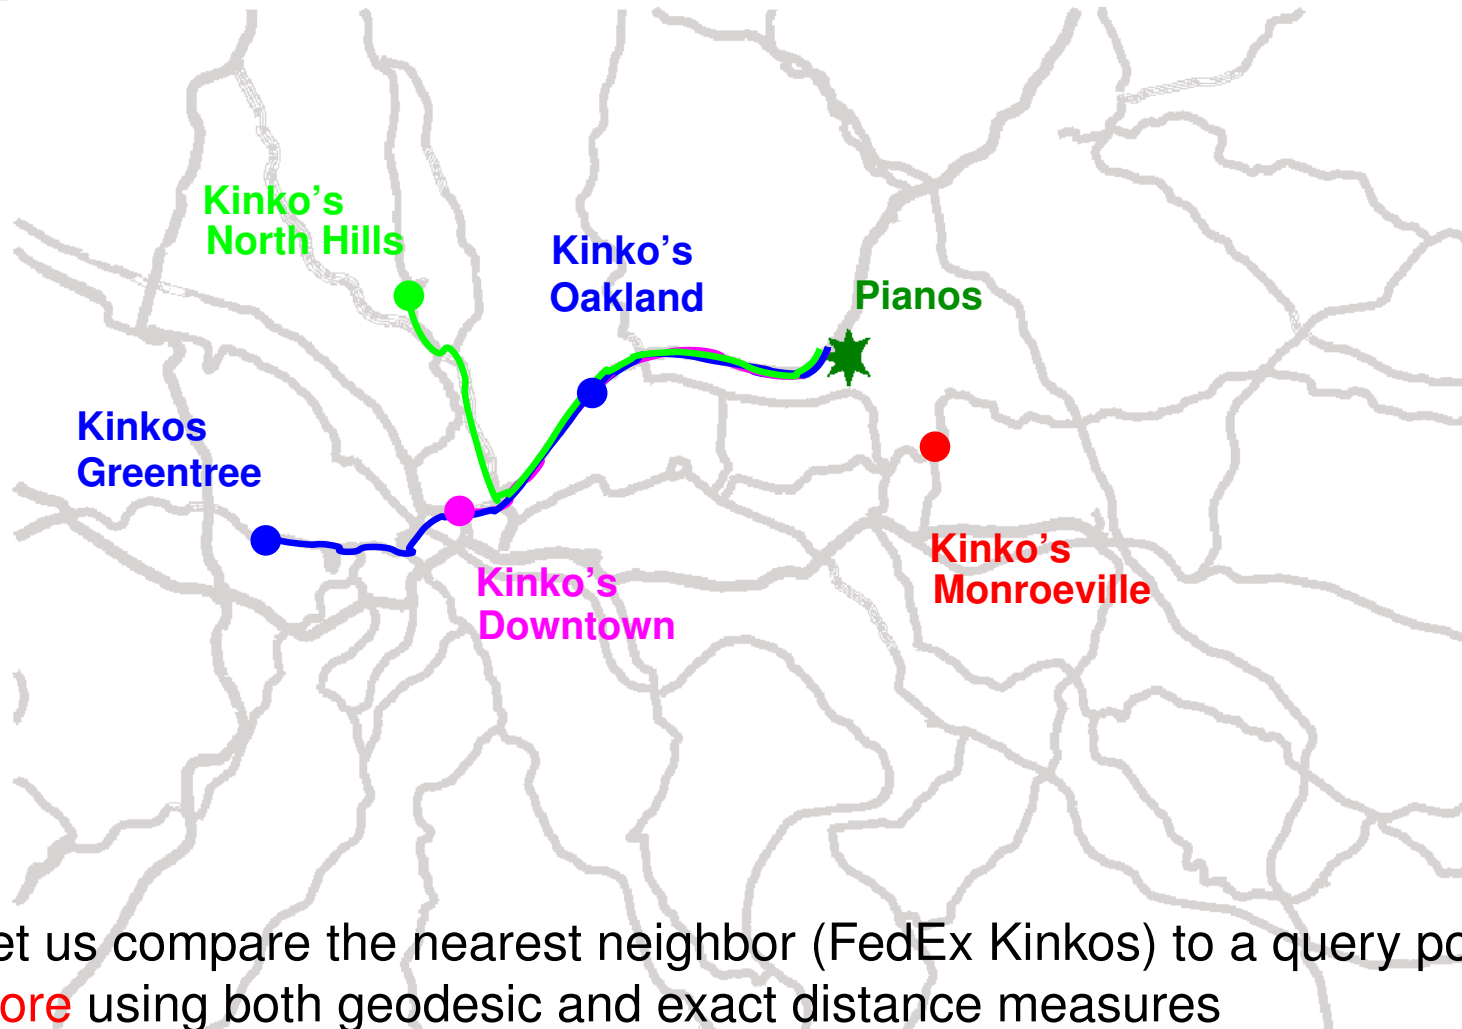 Kinko’s
North Hills
Kinko’s
Oakland
Pianos
Kinkos
Greentree
Kinko’s
Downtown
Kinko’s
Monroeville
et us compare the nearest neighbor (FedEx Kinkos) to a query po
ore using both geodesic and exact distance measures